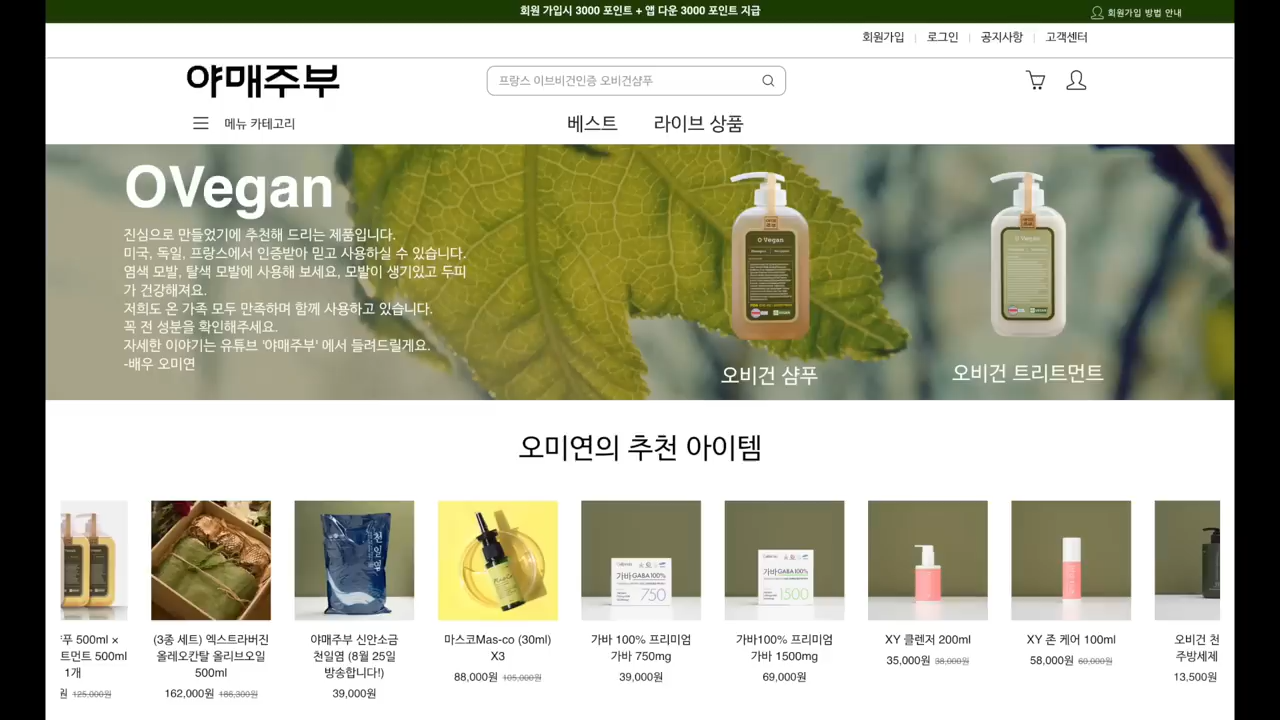 회원 가입시 3000 포인트 + 앱 다운 3000 포인트 지급
회원가입 방법 안내
회원가입 | 로그인 | 공지사항 | 고객센터
야매주부
프랑스 이브비건인증 오비건샴푸
메뉴 카테고리
베스트
라이브 상품
OVegan
진심으로 만들었기에 추천해 드리는 제품입니다.
미국, 독일, 프랑스에서 인증받아 믿고 사용하실 수 있습니다.
염색 모발, 탈색 모발에 사용해 보세요, 모발이 생기있고 두피
가 건강해져요.
저희도 온 가족 모두 만족하며 함께 사용하고 있습니다.
꼭 전 성분을 확인해주세요.
자세한 이야기는 유튜브 '야매주부' 에서 들려드릴게요.
-배우 오미연
O Vegan
오비건 샴푸
오비건 트리트먼트
오미연의 추천 아이템
천일염
가바 GABA 100%
750
가바 GABA 100%
1500
푸 500ml ×
트먼트 500ml
1개
원 125,000원
(3종 세트) 엑스트라버진
올레오칸탈 올리브오일
500ml
162,000원 186,300원
야매주부 신안소금
천일염 (8월 25일
방송합니다!)
39,000원
마스코Mas-co (30ml)
X3
88,000원 105,000원
가바 100% 프리미엄
가바 750mg
39,000원
가바100% 프리미엄
가바 1500mg
69,000원
XY 클렌저 200ml
35,000원 38,000원
XY 존 케어 100ml
58,000원 60,000원
오비건 천
주방세제
13,500원